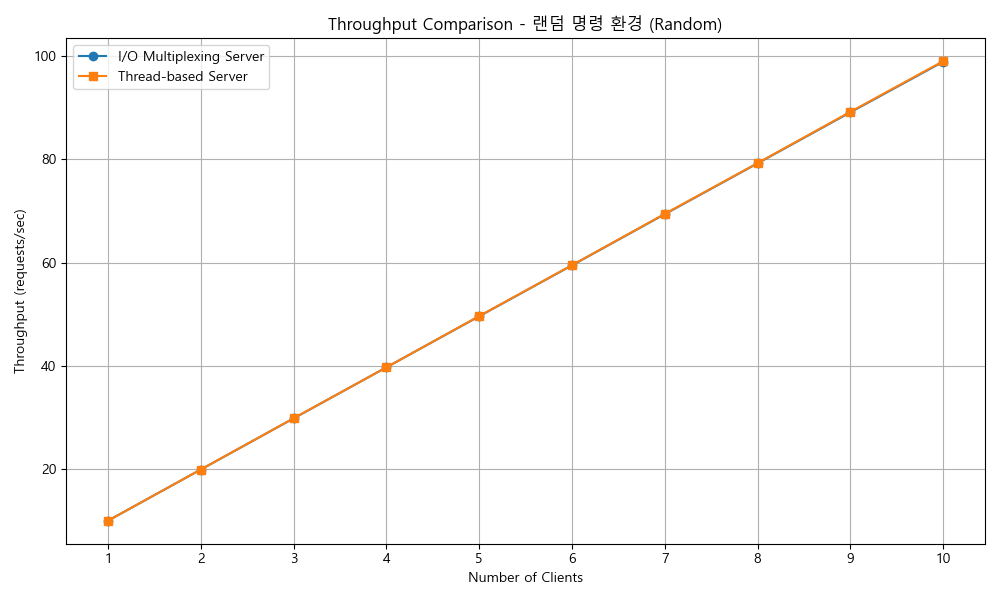 Throughput Comparison - 랜덤 명령 환경 (Random)
I/O Multiplexing Server
Thread-based Server
Throughput (requests/sec)
100
80
60
40
20
1 2 3 4 5 6 7 8 9 10
Number of Clients